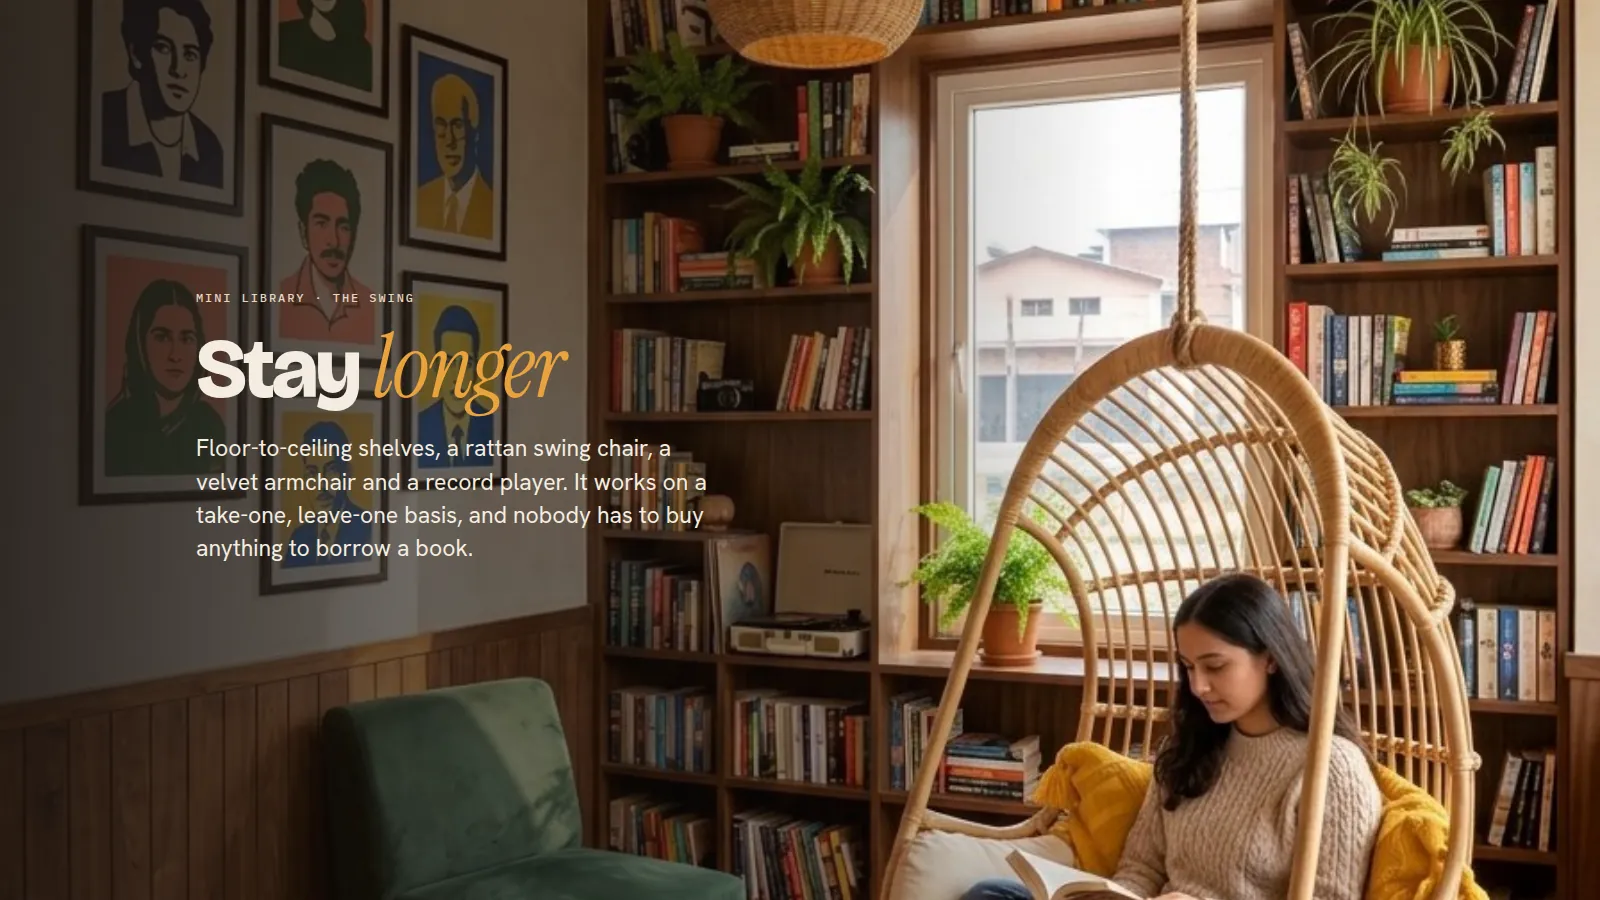 MINI LIBRARY · THE SWING
Stay longer
Floor-to-ceiling shelves, a rattan swing chair, a
velvet armchair and a record player. It works on a
take-one, leave-one basis, and nobody has to buy
anything to borrow a book.